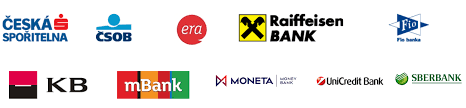 ČESKÁ
SPOŘITELNA
ČSOB
era
Raiffeisen
BANK
Fio
Fio banka
KB
mBank
MONETA
MONEY
BANK
UniCredit Bank
SBERBANK